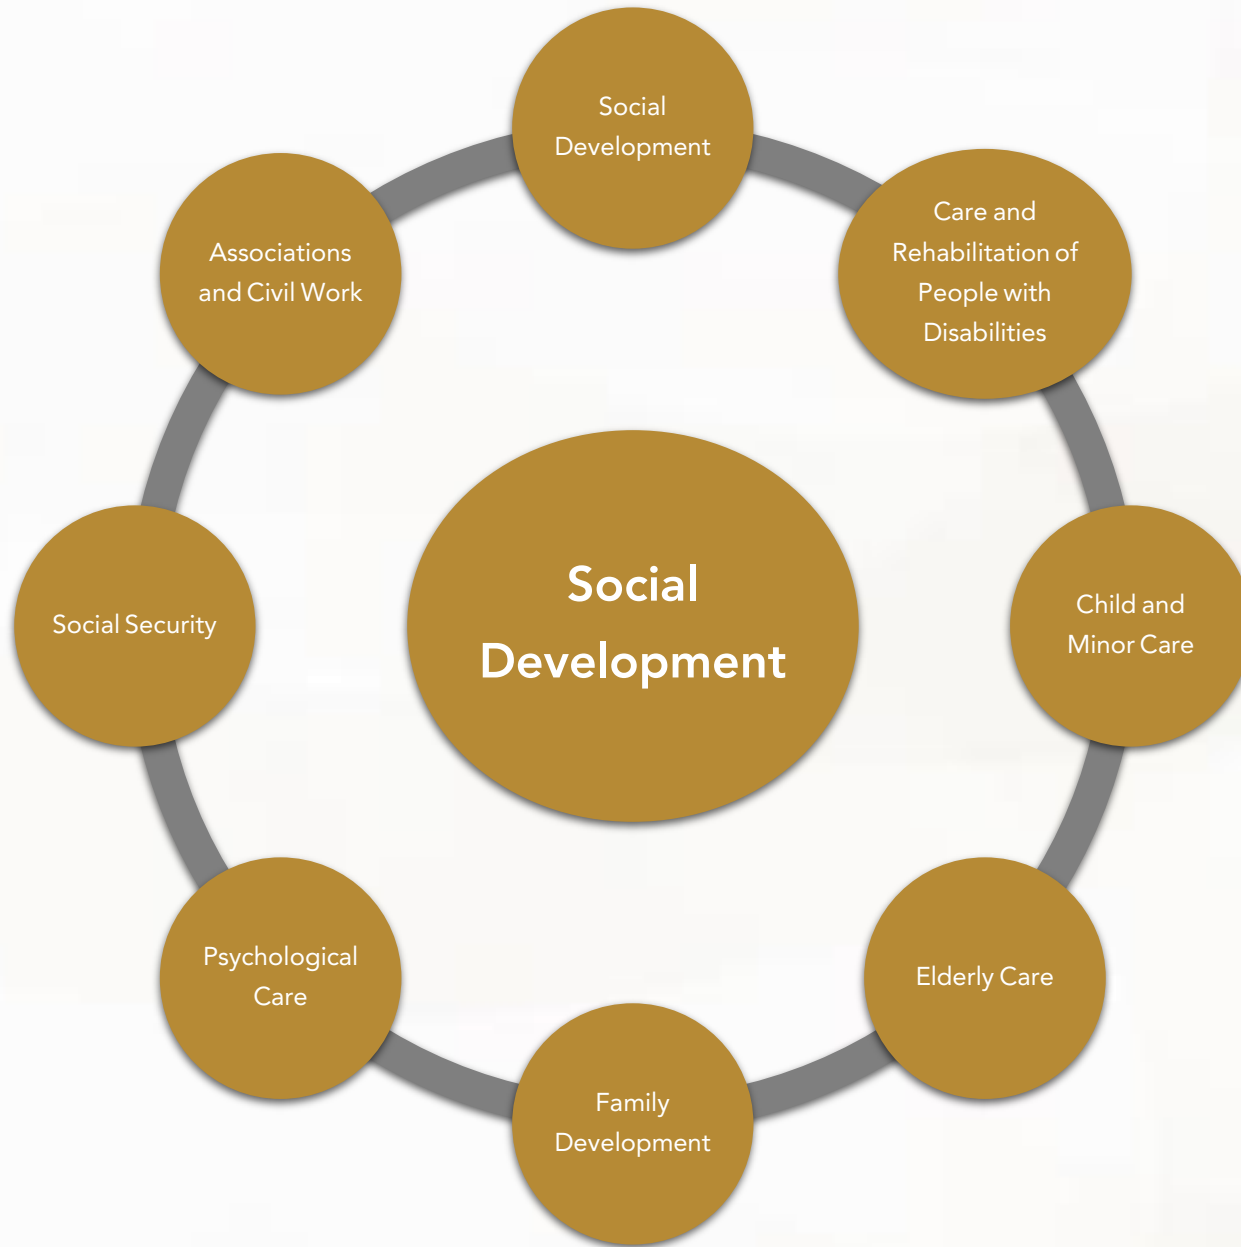 Social
Development
Care and
Rehabilitation of
People with
Disabilities
Child and
Minor Care
Elderly Care
Family
Development
Psychological
Care
Social Security
Associations
and Civil Work
Social
Development